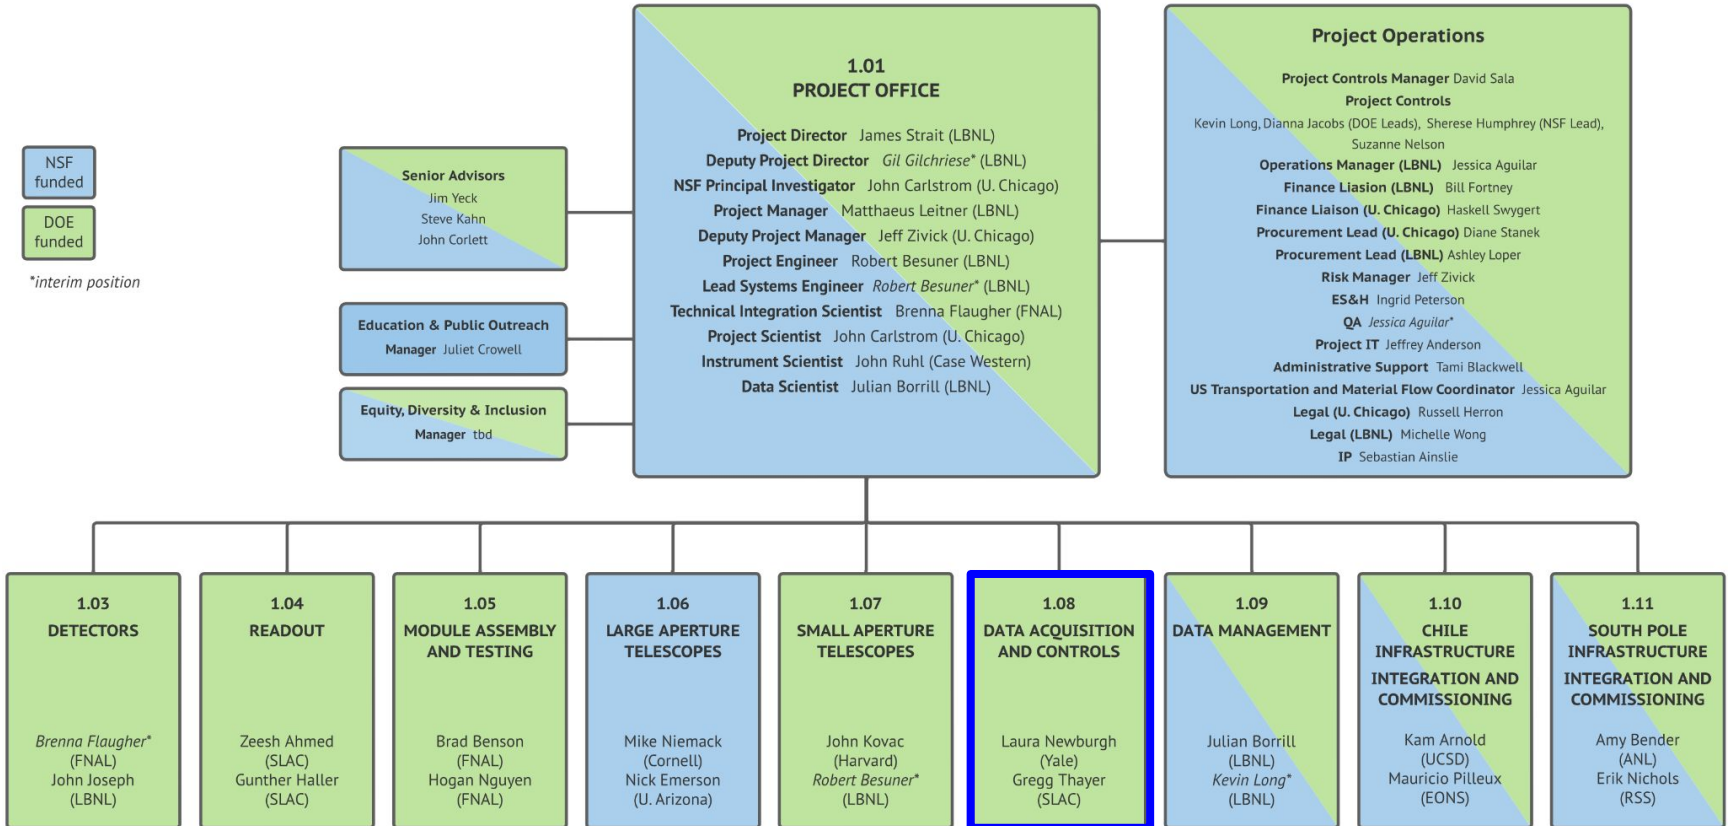 NSF
funded
DOE
funded
*interim position
Senior Advisors
Jim Yeck
Steve Kahn
John Corlett
Education & Public Outreach
Manager Juliet Crowell
Equity, Diversity & Inclusion
Manager tbd
1.01
PROJECT OFFICE
Project Director James Strait (LBNL)
Deputy Project Director Gil Gilchriese* (LBNL)
NSF Principal Investigator John Carlstrom (U. Chicago)
Project Manager Matthaeus Leitner (LBNL)
Deputy Project Manager Jeff Zivick (U. Chicago)
Project Engineer Robert Besuner (LBNL)
Lead Systems Engineer Robert Besuner* (LBNL)
Technical Integration Scientist Brenna Flaugher (FNAL)
Project Scientist John Carlstrom (U. Chicago)
Instrument Scientist John Ruhl (Case Western)
Data Scientist Julian Borrill (LBNL)
Project Operations
Project Controls Manager David Sala
Project Controls
Kevin Long, Dianna Jacobs (DOE Leads), Sherese Humphrey (NSF Lead),
Suzanne Nelson
Operations Manager (LBNL) Jessica Aguilar
Finance Liasion (LBNL) Bill Fortney
Finance Liaison (U. Chicago) Haskell Swygert
Procurement Lead (U. Chicago) Diane Stanek
Procurement Lead (LBNL) Ashley Loper
Risk Manager Jeff Zivick
ES&H Ingrid Peterson
QA Jessica Aguilar*
Project IT Jeffrey Anderson
Administrative Support Tami Blackwell
US Transportation and Material Flow Coordinator Jessica Aguilar
Legal (U. Chicago) Russell Herron
Legal (LBNL) Michelle Wong
IP Sebastian Ainslie
1.03
DETECTORS
Brenna Flaugher*
(FNAL)
John Joseph
(LBNL)
1.04
READOUT
Zeesh Ahmed
(SLAC)
Gunther Haller
(SLAC)
1.05
MODULE ASSEMBLY
AND TESTING
Brad Benson
(FNAL)
Hogan Nguyen
(FNAL)
1.06
LARGE APERTURE
TELESCOPES
Mike Niemack
(Cornell)
Nick Emerson
(U. Arizona)
1.07
SMALL APERTURE
TELESCOPES
John Kovac
(Harvard)
Robert Besuner*
(LBNL)
1.08
DATA ACQUISITION
AND CONTROLS
Laura Newburgh
(Yale)
Gregg Thayer
(SLAC)
1.09
DATA MANAGEMENT
Julian Borrill
(LBNL)
Kevin Long*
(LBNL)
1.10
CHILE
INFRASTRUCTURE
INTEGRATION AND
COMMISSIONING
Kam Arnold
(UCSD)
Mauricio Pilleux
(EONS)
1.11
SOUTH POLE
INFRASTRUCTURE
INTEGRATION AND
COMMISSIONING
Amy Bender
(ANL)
Erik Nichols
(RSS)